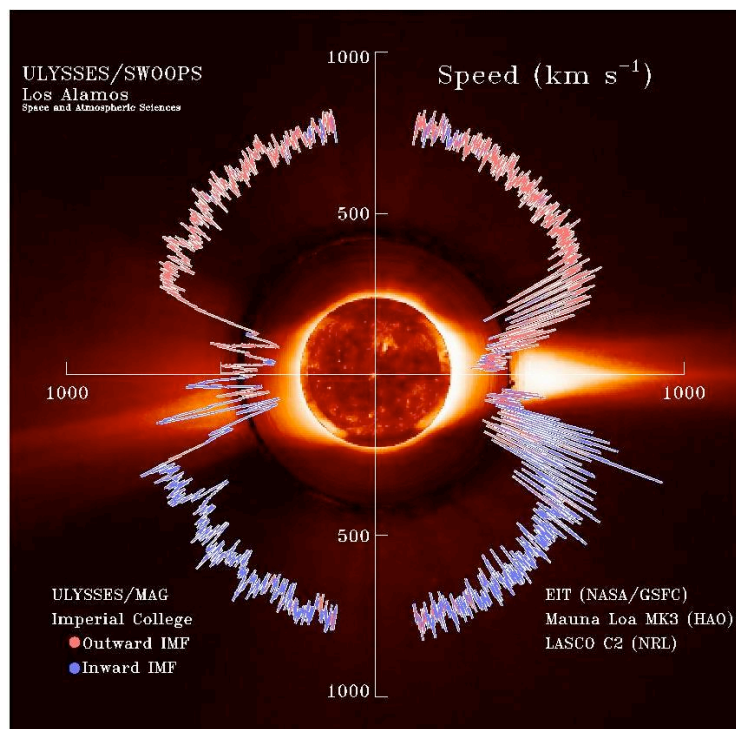 ULYSSES/SWOOPS
Los Alamos
Space and Atmospheric Sciences
Speed (km s⁻¹)
1000
500
1000
1000
500
1000
ULYSSES/MAG
Imperial College
Outward IMF
Inward IMF
EIT (NASA/GSFC)
Mauna Loa MK3 (HAO)
LASCO C2 (NRL)